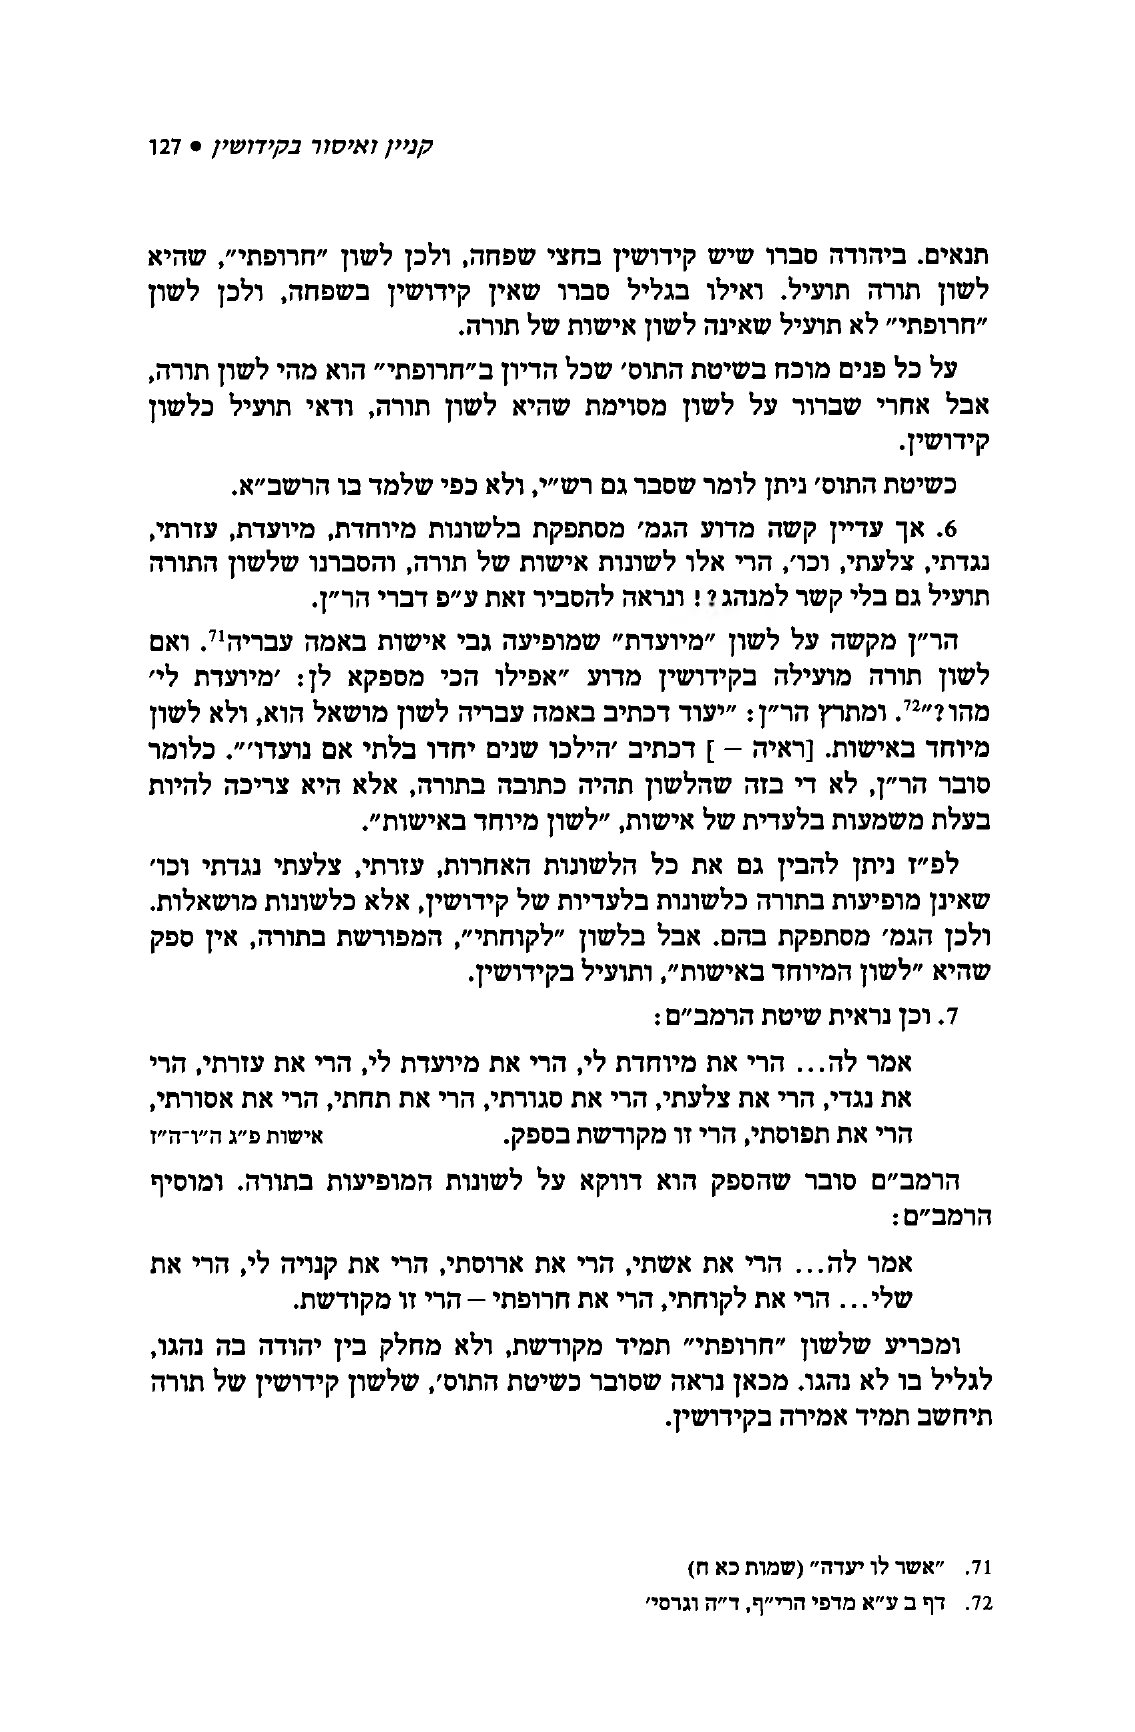 קניין ואיסור בקידושין • 127
תנאים. ביהודה סברו שיש קידושין בחצי שפחה, ולכן לשון "חרופתי", שהיא
לשון תורה תועיל. ואילו בגליל סברו שאין קידושין בשפחה, ולכן לשון
"חרופתי" לא תועיל שאינה לשון אישות של תורה.
על כל פנים מוכח בשיטת התוס' שכל הדיון ב"חרופתי" הוא מהי לשון תורה,
אבל אחרי שברור על לשון מסוימת שהיא לשון תורה, ודאי תועיל כלשון
קידושין.
כשיטת התוס' ניתן לומר שסבר גם רש"י, ולא כפי שלמד בו הרשב"א.
6. אך עדיין קשה מדוע הגמ' מסתפקת בלשונות מיוחדת, מיועדת, עזרתי,
נגדתי, צלעתי, וכו', הרי אלו לשונות אישות של תורה, והסברנו שלשון התורה
תועיל גם בלי קשר למנהג?! ונראה להסביר זאת ע"פ דברי הר"ן.
הר"ן מקשה על לשון "מיועדת" שמופיעה גבי אישות באמה עבריה71. ואם
לשון תורה מועילה בקידושין מדוע "אפילו הכי מספקא לן: 'מיועדת לי'
מהו?"72. ומתרץ הר"ן: "יעוד דכתיב באמה עבריה לשון מושאל הוא, ולא לשון
מיוחד באישות. [ראיה – ] דכתיב 'הילכו שנים יחדו בלתי אם נועדו'". כלומר
סובר הר"ן, לא די בזה שהלשון תהיה כתובה בתורה, אלא היא צריכה להיות
בעלת משמעות בלעדית של אישות, "לשון מיוחד באישות".
לפ"ז ניתן להבין גם את כל הלשונות האחרות, עזרתי, צלעתי נגדתי וכו'
שאינן מופיעות בתורה כלשונות בלעדיות של קידושין, אלא כלשונות מושאלות.
ולכן הגמ' מסתפקת בהם. אבל בלשון "לקוחתי", המפורשת בתורה, אין ספק
שהיא "לשון המיוחד באישות", ותועיל בקידושין.
7. וכן נראית שיטת הרמב"ם:
אמר לה... הרי את מיוחדת לי, הרי את מיועדת לי, הרי את עזרתי, הרי
את נגדי, הרי את צלעתי, הרי את סגורתי, הרי את תחתי, הרי את אסורתי,
הרי את תפוסתי, הרי זו מקודשת בספק. אישות פ"ג ה"ו-ה"ז
הרמב"ם סובר שהספק הוא דווקא על לשונות המופיעות בתורה. ומוסיף
הרמב"ם:
אמר לה... הרי את אשתי, הרי את ארוסתי, הרי את קנויה לי, הרי את
שלי... הרי את לקוחתי, הרי את חרופתי – הרי זו מקודשת.
ומכריע שלשון "חרופתי" תמיד מקודשת, ולא מחלק בין יהודה בה נהגו,
לגליל בו לא נהגו. מכאן נראה שסובר כשיטת התוס', שלשון קידושין של תורה
תיחשב תמיד אמירה בקידושין.
71. "אשר לו יעדה" (שמות כא ח)
72. דף ב ע"א מדפי הרי"ף, ד"ה וגרסי'